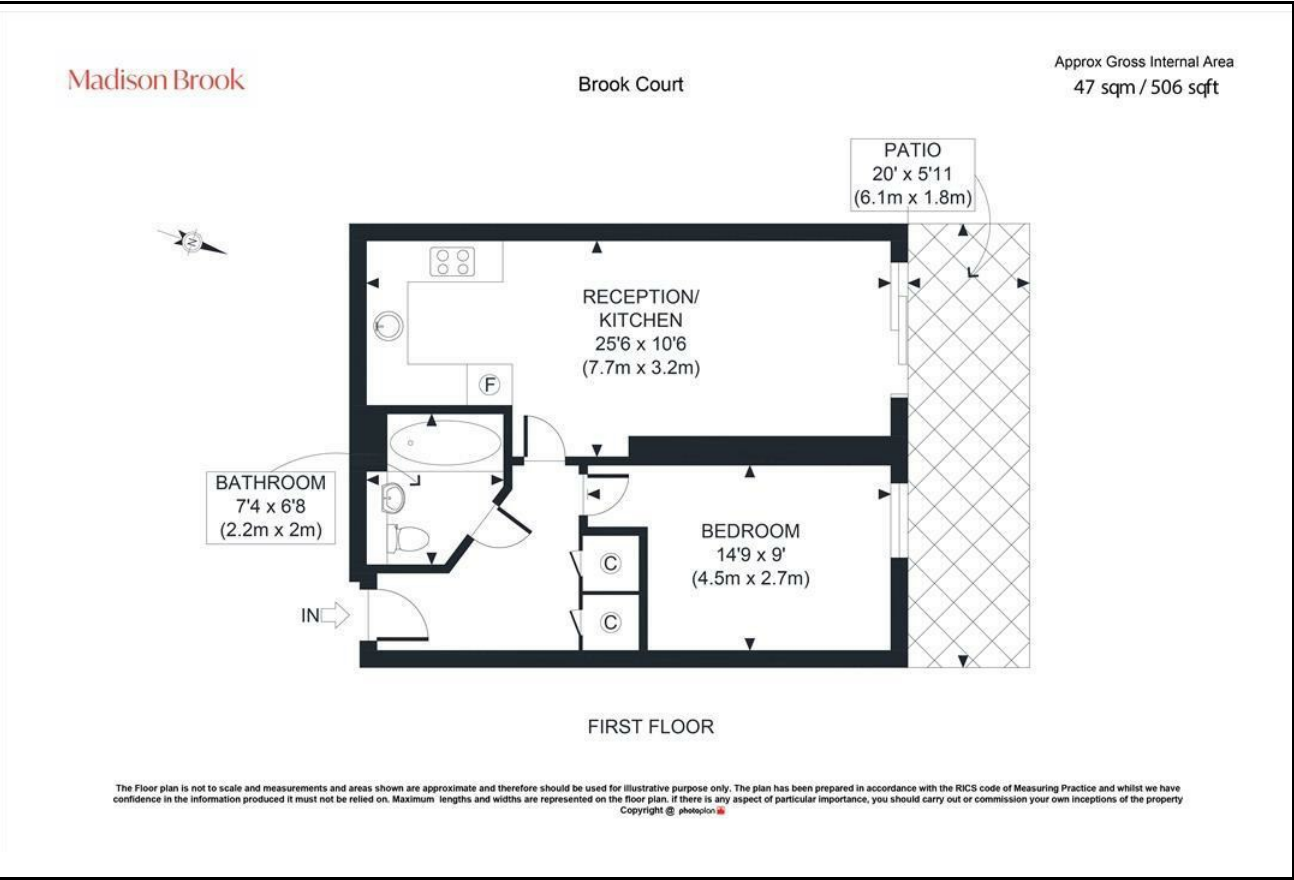 Madison Brook
Brook Court
Approx Gross Internal Area
47 sqm / 506 sqft
PATIO
20' x 5'11
(6.1m x 1.8m)
N
RECEPTION/
KITCHEN
25'6 x 10'6
(7.7m x 3.2m)
F
BATHROOM
7'4 x 6'8
(2.2m x 2m)
BEDROOM
14'9 x 9'
(4.5m x 2.7m)
C
C
IN
FIRST FLOOR
The Floor plan is not to scale and measurements and areas shown are approximate and therefore should be used for illustrative purpose only. The plan has been prepared in accordance with the RICS code of Measuring Practice and whilst we have
confidence in the information produced it must not be relied on. Maximum lengths and widths are represented on the floor plan. if there is any aspect of particular importance, you should carry out or commission your own inceptions of the property
Copyright @ photoplan